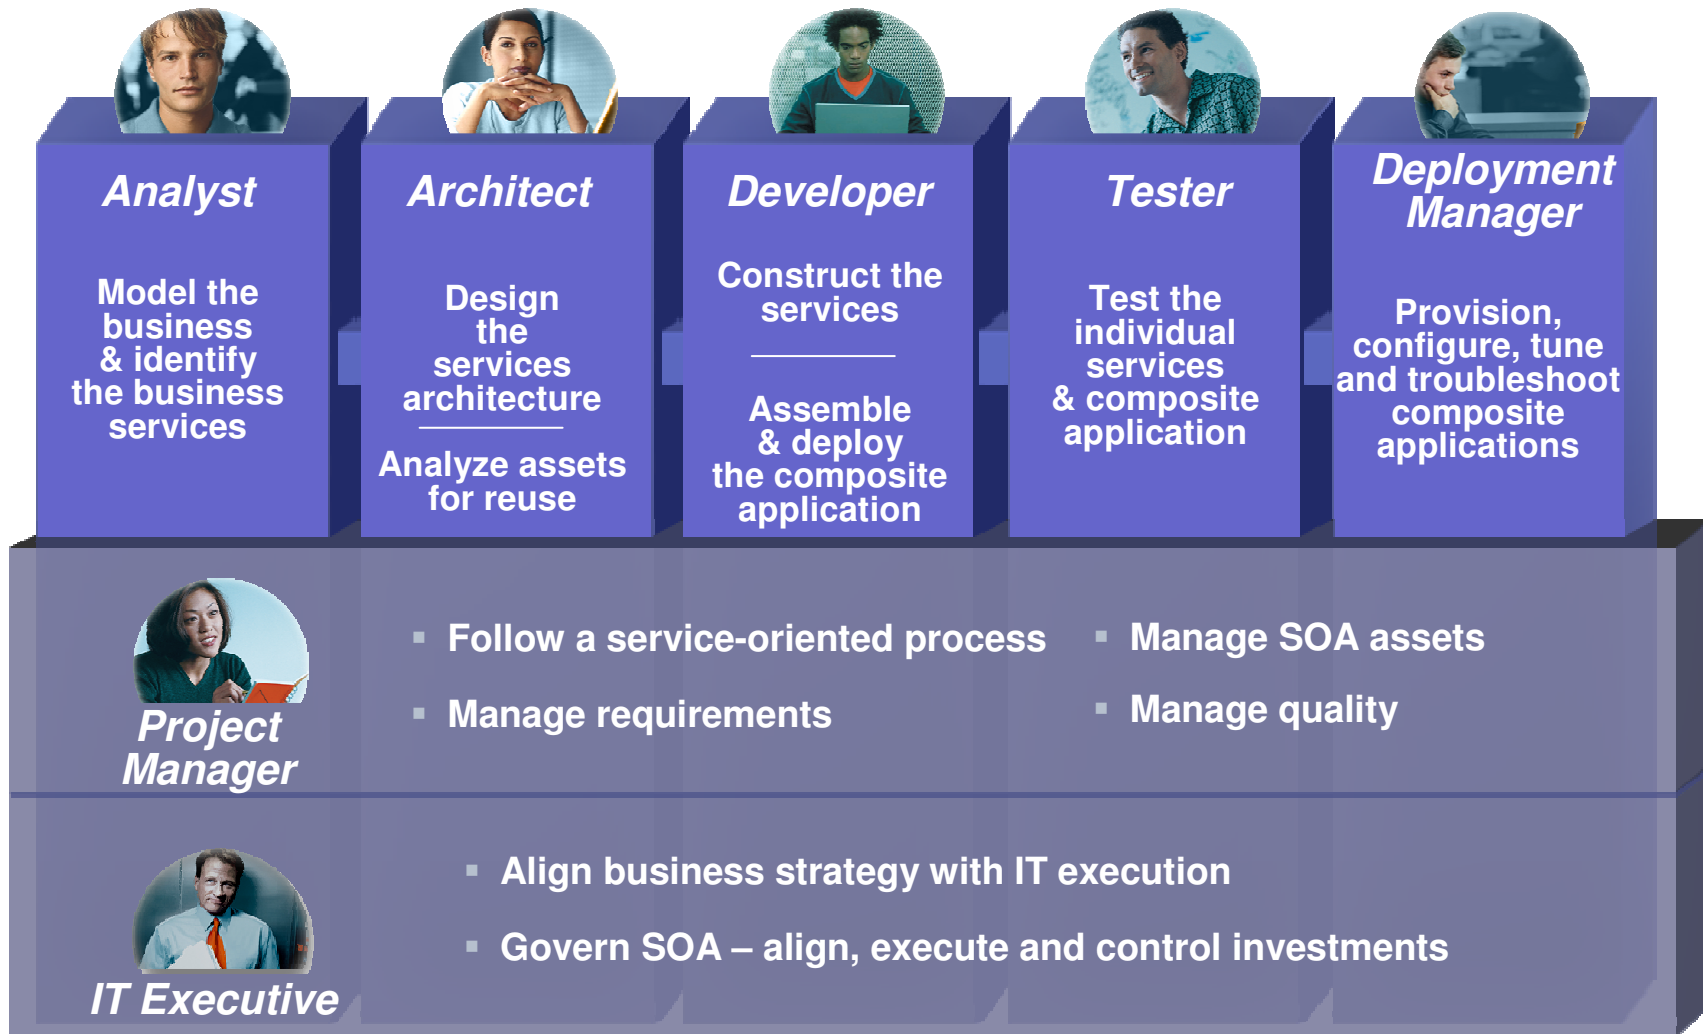 Analyst
Model the
business
& identify
the business
services
Architect
Design
the
services
architecture
Analyze assets
for reuse
Developer
Construct the
services
Assemble
& deploy
the composite
application
Tester
Test the
individual
services
& composite
application
Deployment
Manager
Provision,
configure, tune
and troubleshoot
composite
applications
Project
Manager
▪ Follow a service-oriented process
▪ Manage requirements
▪ Manage SOA assets
▪ Manage quality
IT Executive
▪ Align business strategy with IT execution
▪ Govern SOA – align, execute and control investments